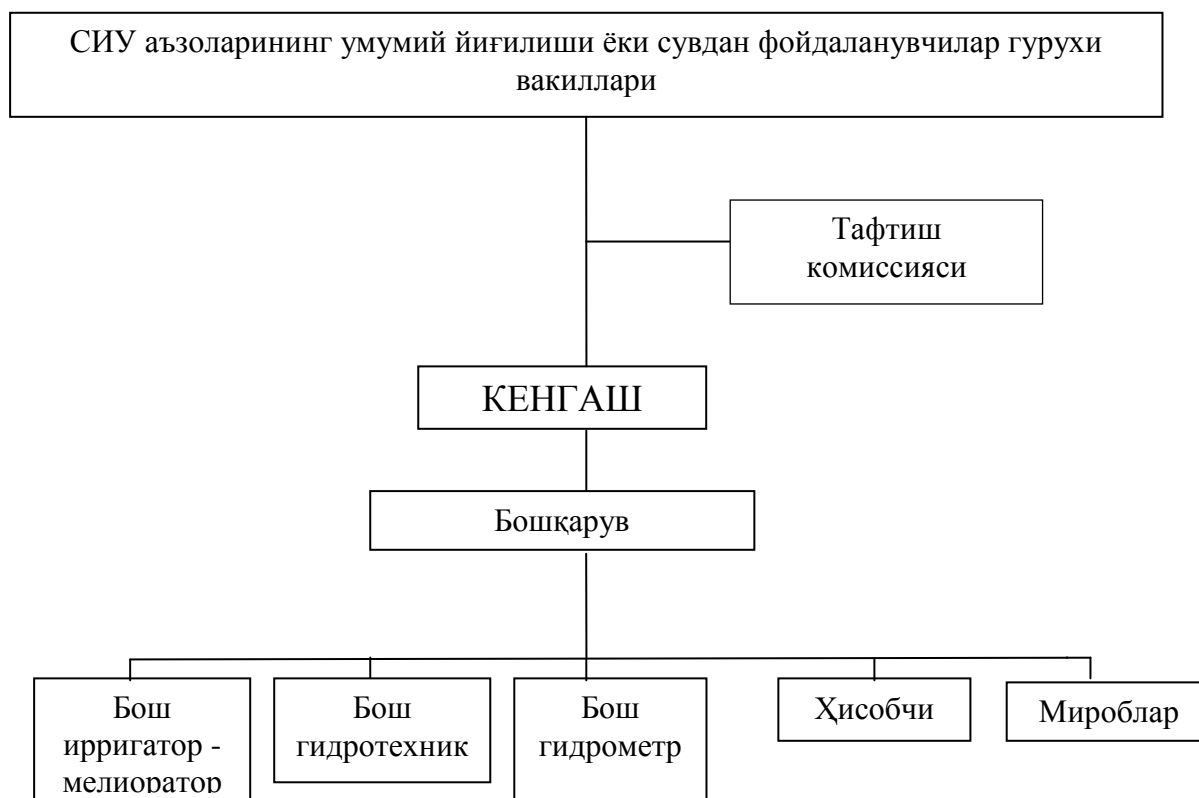 СИУ аъзоларининг умумий йиғилиши ёки сувдан фойдаланувчилар гурухи
вакиллари
Тафтиш
комиссияси
КЕНГАШ
Бошқарув
Бош
ирригатор -
мелиоратор
Бош
гидротехник
Бош
гидрометр
Ҳисобчи
Мироблар